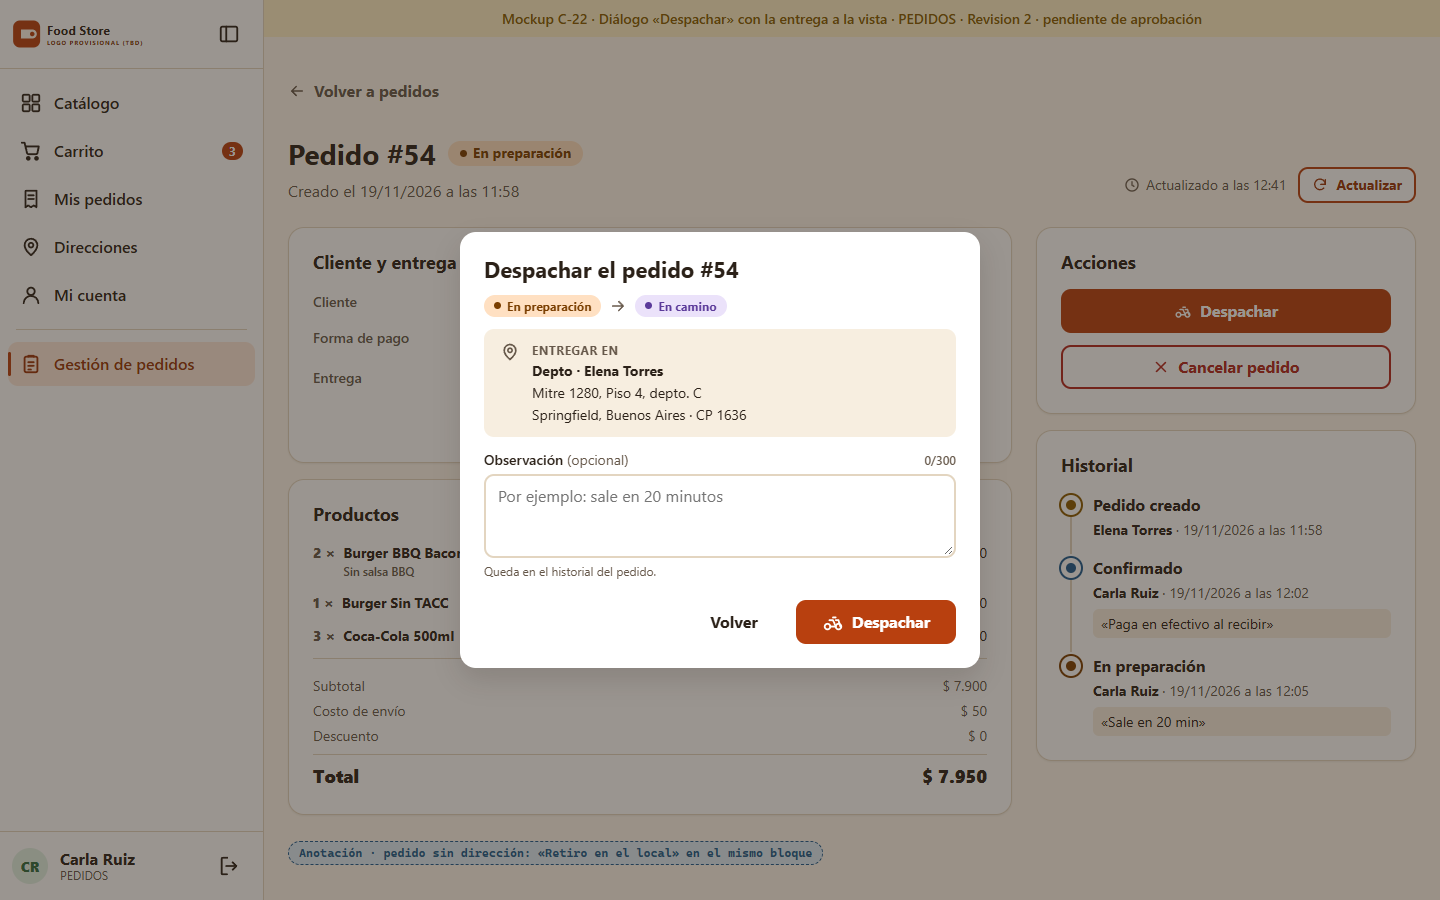 Food Store
LOGO PROVISIONAL (TBD)
Catálogo
Carrito
3
Mis pedidos
Direcciones
Mi cuenta
Gestión de pedidos
CR
Carla Ruiz
PEDIDOS
Mockup C-22 · Diálogo «Despachar» con la entrega a la vista · PEDIDOS · Revision 2 · pendiente de aprobación
Volver a pedidos
Pedido #54
En preparación
Creado el 19/11/2026 a las 11:58
Actualizado a las 12:41
Actualizar
Cliente y entrega
Cliente
Forma de pago
Entrega
Productos
2 × Burger BBQ Bacon
Sin salsa BBQ
0
1 × Burger Sin TACC
0
3 × Coca-Cola 500ml
0
Subtotal
$ 7.900
Costo de envío
$ 50
Descuento
$ 0
Total
$ 7.950
Anotación · pedido sin dirección: «Retiro en el local» en el mismo bloque
Despachar el pedido #54
En preparación → En camino
ENTREGAR EN
Depto · Elena Torres
Mitre 1280, Piso 4, depto. C
Springfield, Buenos Aires · CP 1636
Observación (opcional)
0/300
Por ejemplo: sale en 20 minutos
Queda en el historial del pedido.
Volver
Despachar
Acciones
Despachar
Cancelar pedido
Historial
Pedido creado
Elena Torres · 19/11/2026 a las 11:58
Confirmado
Carla Ruiz · 19/11/2026 a las 12:02
«Paga en efectivo al recibir»
En preparación
Carla Ruiz · 19/11/2026 a las 12:05
«Sale en 20 min»